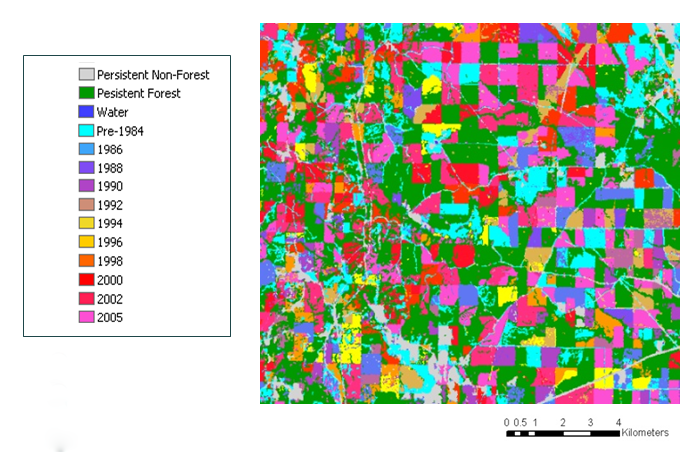 Persistent Non-Forest
Pesistent Forest
Water
Pre-1984
1986
1988
1990
1992
1994
1996
1998
2000
2002
2005
0 0.5 1 2 3 4
Kilometers